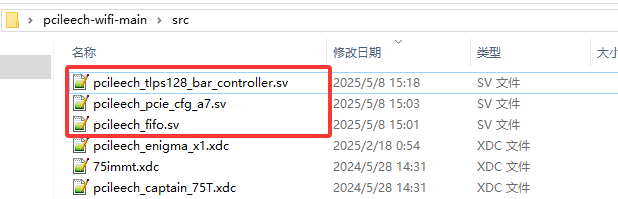 pcileech-wifi-main > src
名称 修改日期 类型 大小
pcileech_tlps128_bar_controller.sv 2025/5/8 15:18 SV 文件
pcileech_pcie_cfg_a7.sv 2025/5/8 15:03 SV 文件
pcileech_fifo.sv 2025/5/8 15:01 SV 文件
pcileech_enigma_x1.xdc 2025/2/18 0:54 XDC 文件
75immt.xdc 2024/5/28 14:31 XDC 文件
pcileech_captain_75T.xdc 2024/5/28 14:31 XDC 文件